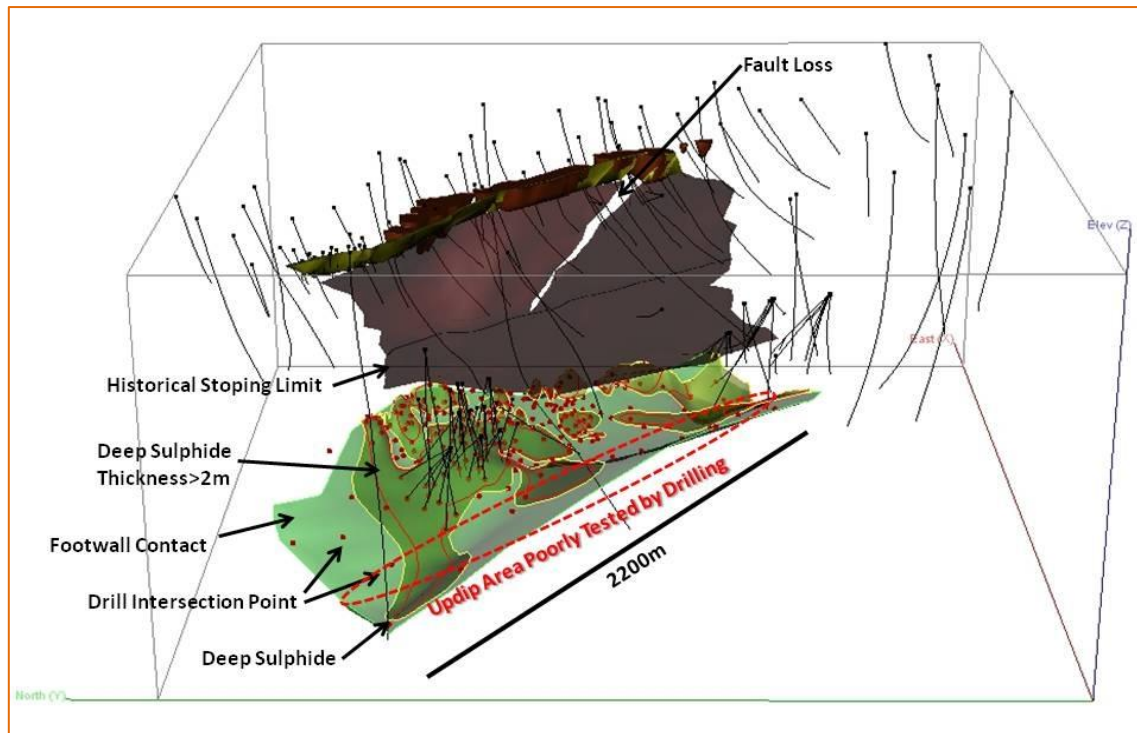 Fault Loss
Elev (Z)
East (X)
Historical Stoping Limit
Deep Sulphide
Thickness>2m
Footwall Contact
Updip Area Poorly Tested by Drilling
2200m
Drill Intersection Point
Deep Sulphide
North (Y)